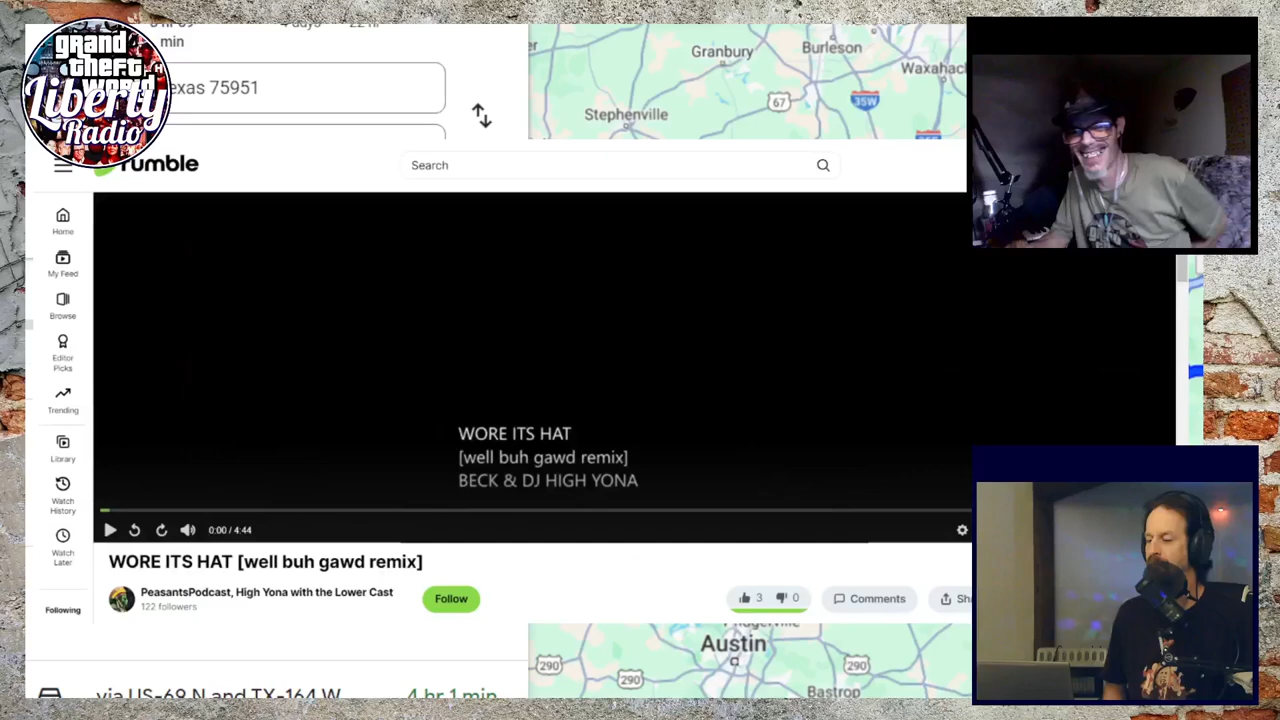 grand
theft
world
Liberty
Radio
min
exas 75951
Granbury
Burleson
Waxahac
67
35W
Stephenville
rumble
Search
Home
My Feed
Browse
Editor
Picks
Trending
Library
Watch
History
Watch
Later
Following
WORE ITS HAT
[well buh gawd remix]
BECK & DJ HIGH YONA
0:00 / 4:44
WORE ITS HAT [well buh gawd remix]
PeasantsPodcast, High Yona with the Lower Cast
122 followers
Follow
3
0
Comments
Sha
Austin
290
290
290
Bastrop
via US-69 N and TX-164 W
4 hr 1 min